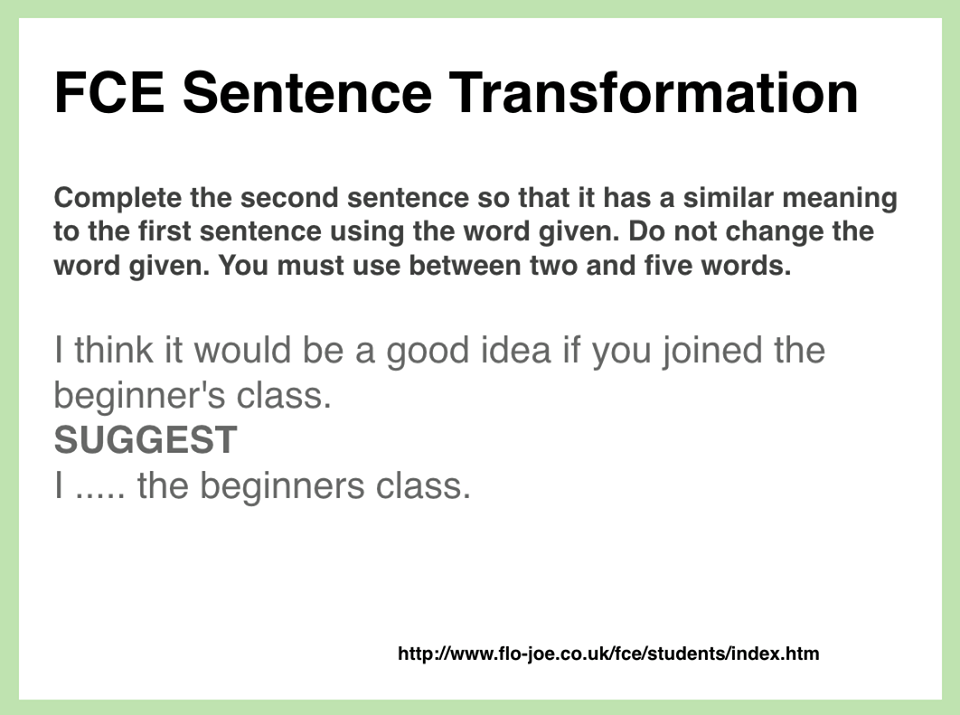 FCE Sentence Transformation
Complete the second sentence so that it has a similar meaning
to the first sentence using the word given. Do not change the
word given. You must use between two and five words.
I think it would be a good idea if you joined the
beginner's class.
SUGGEST
I ..... the beginners class.
http://www.flo-joe.co.uk/fce/students/index.htm